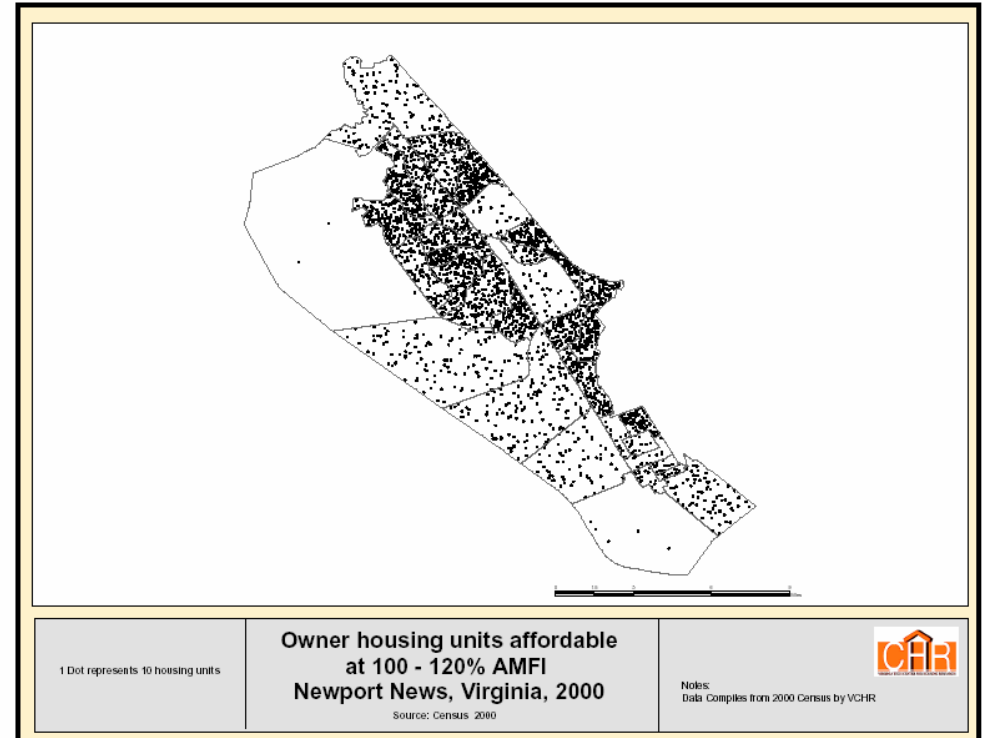 1 Dot represents 10 housing units
Owner housing units affordable
at 100 - 120% AMFI
Newport News, Virginia, 2000
Source: Census 2000
CHR
Notes:
Data Compiles from 2000 Census by VCHR